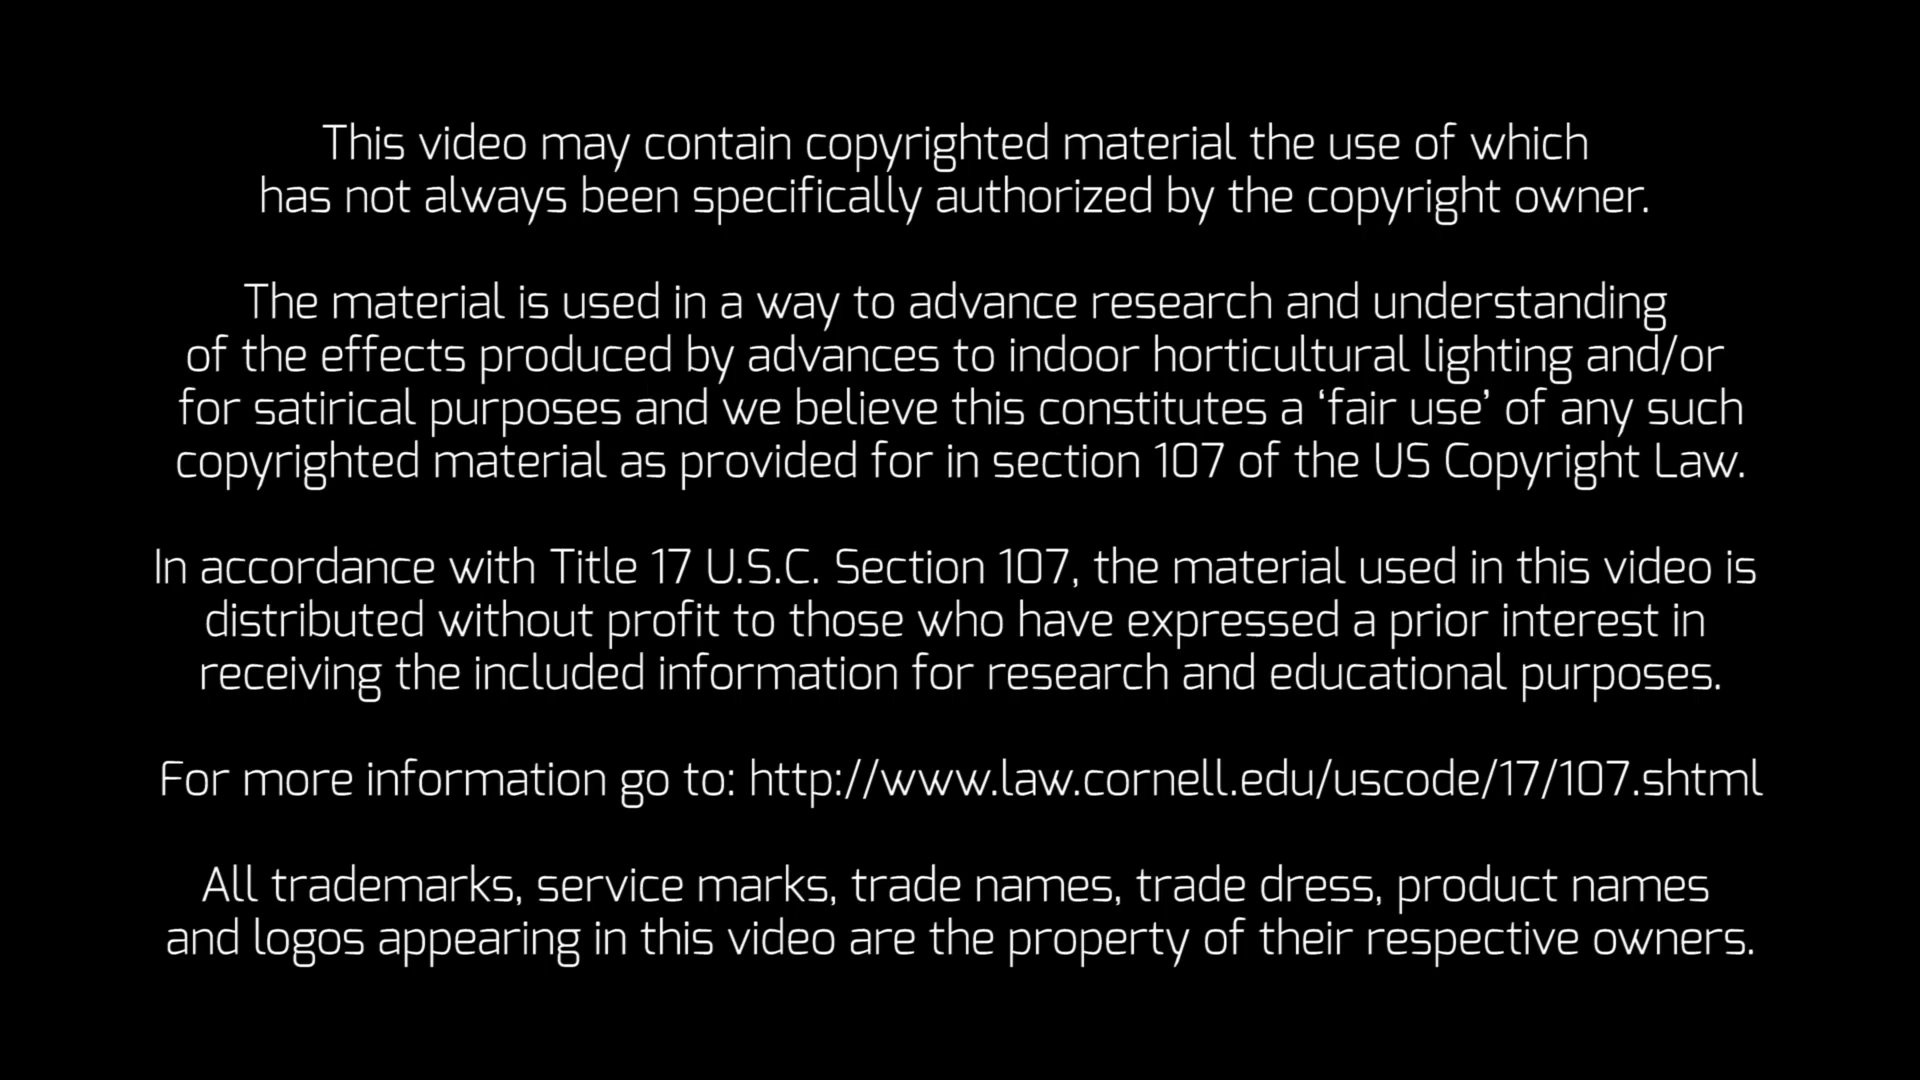 This video may contain copyrighted material the use of which
has not always been specifically authorized by the copyright owner.
The material is used in a way to advance research and understanding
of the effects produced by advances to indoor horticultural lighting and/or
for satirical purposes and we believe this constitutes a ‘fair use’ of any such
copyrighted material as provided for in section 107 of the US Copyright Law.
In accordance with Title 17 U.S.C. Section 107, the material used in this video is
distributed without profit to those who have expressed a prior interest in
receiving the included information for research and educational purposes.
For more information go to: http://www.law.cornell.edu/uscode/17/107.shtml
All trademarks, service marks, trade names, trade dress, product names
and logos appearing in this video are the property of their respective owners.